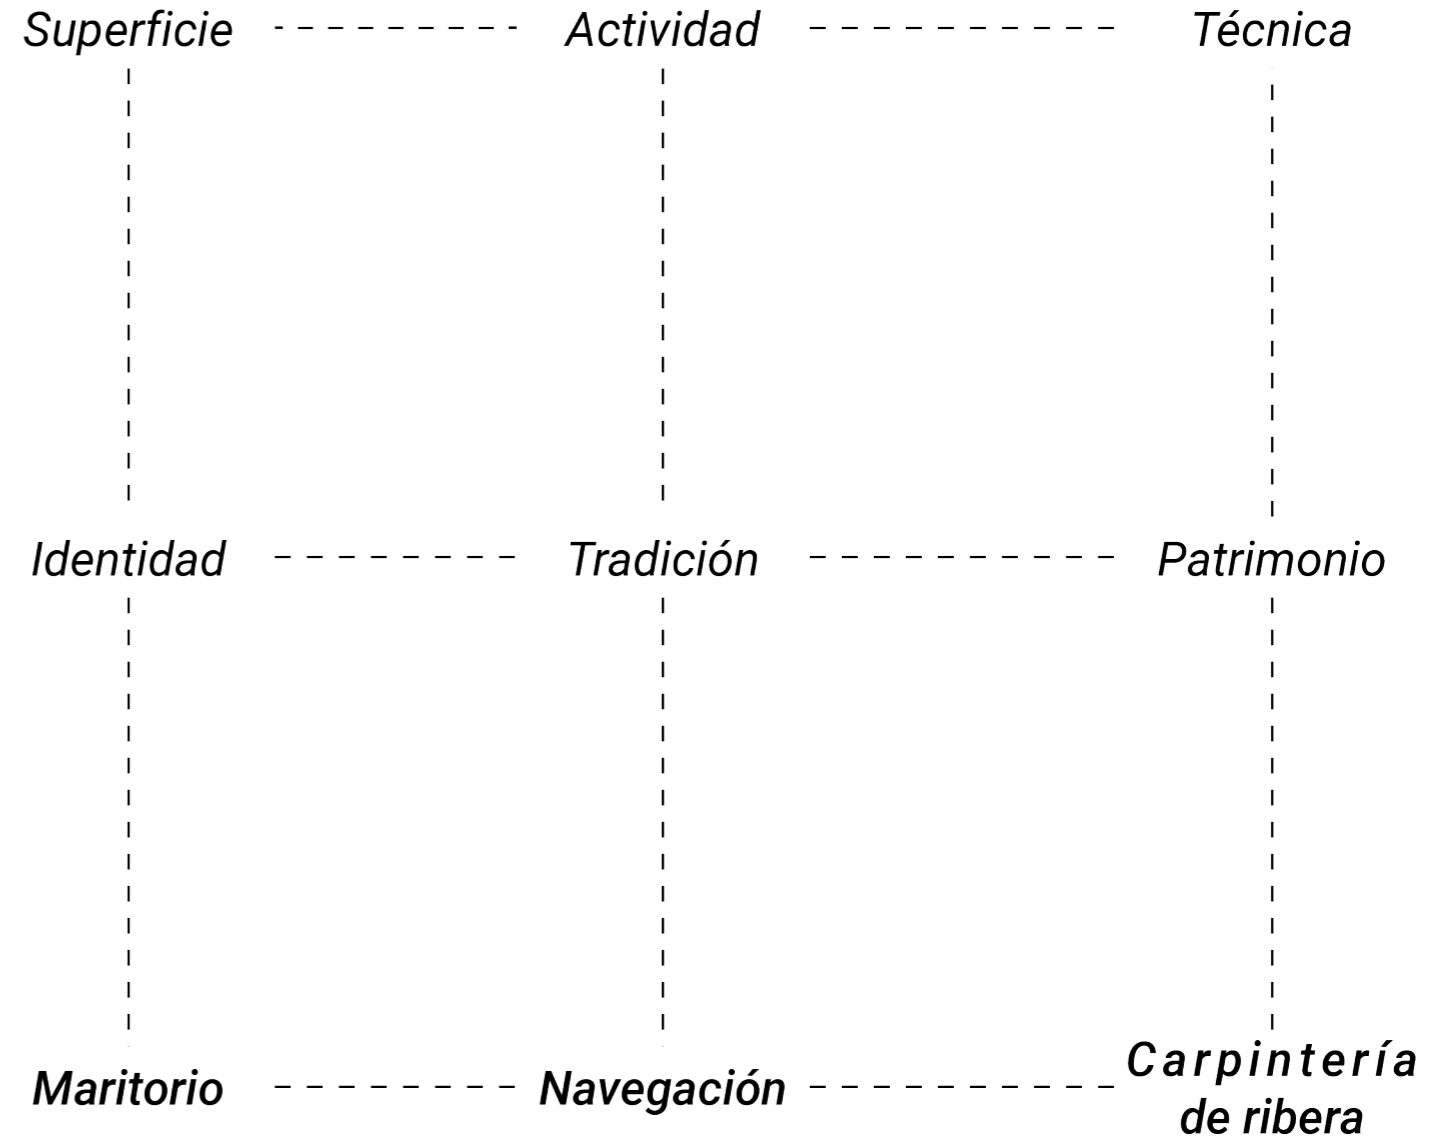 Superficie Actividad Técnica
Identidad Tradición Patrimonio
Maritorio Navegación Carpintería
de ribera